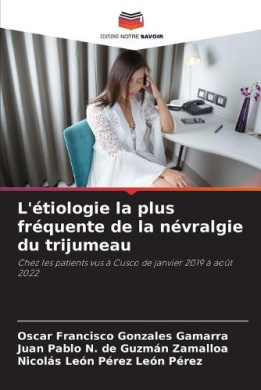 EDITIONS NOTRE SAVOIR
L'étiologie la plus
fréquente de la névralgie
du trijumeau
Chez les patients vus à Cusco de janvier 2019 à août
2022
Oscar Francisco Gonzales Gamarra
Juan Pablo N. de Guzmán Zamalloa
Nicolás León Pérez León Pérez